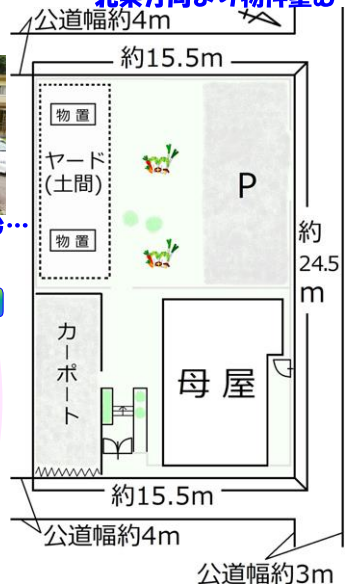 公道幅約4m
約15.5m
物置
ヤード
(土間)
物置
P
約
24.5
m
カーポート
母屋
約15.5m
公道幅約4m
公道幅約3m